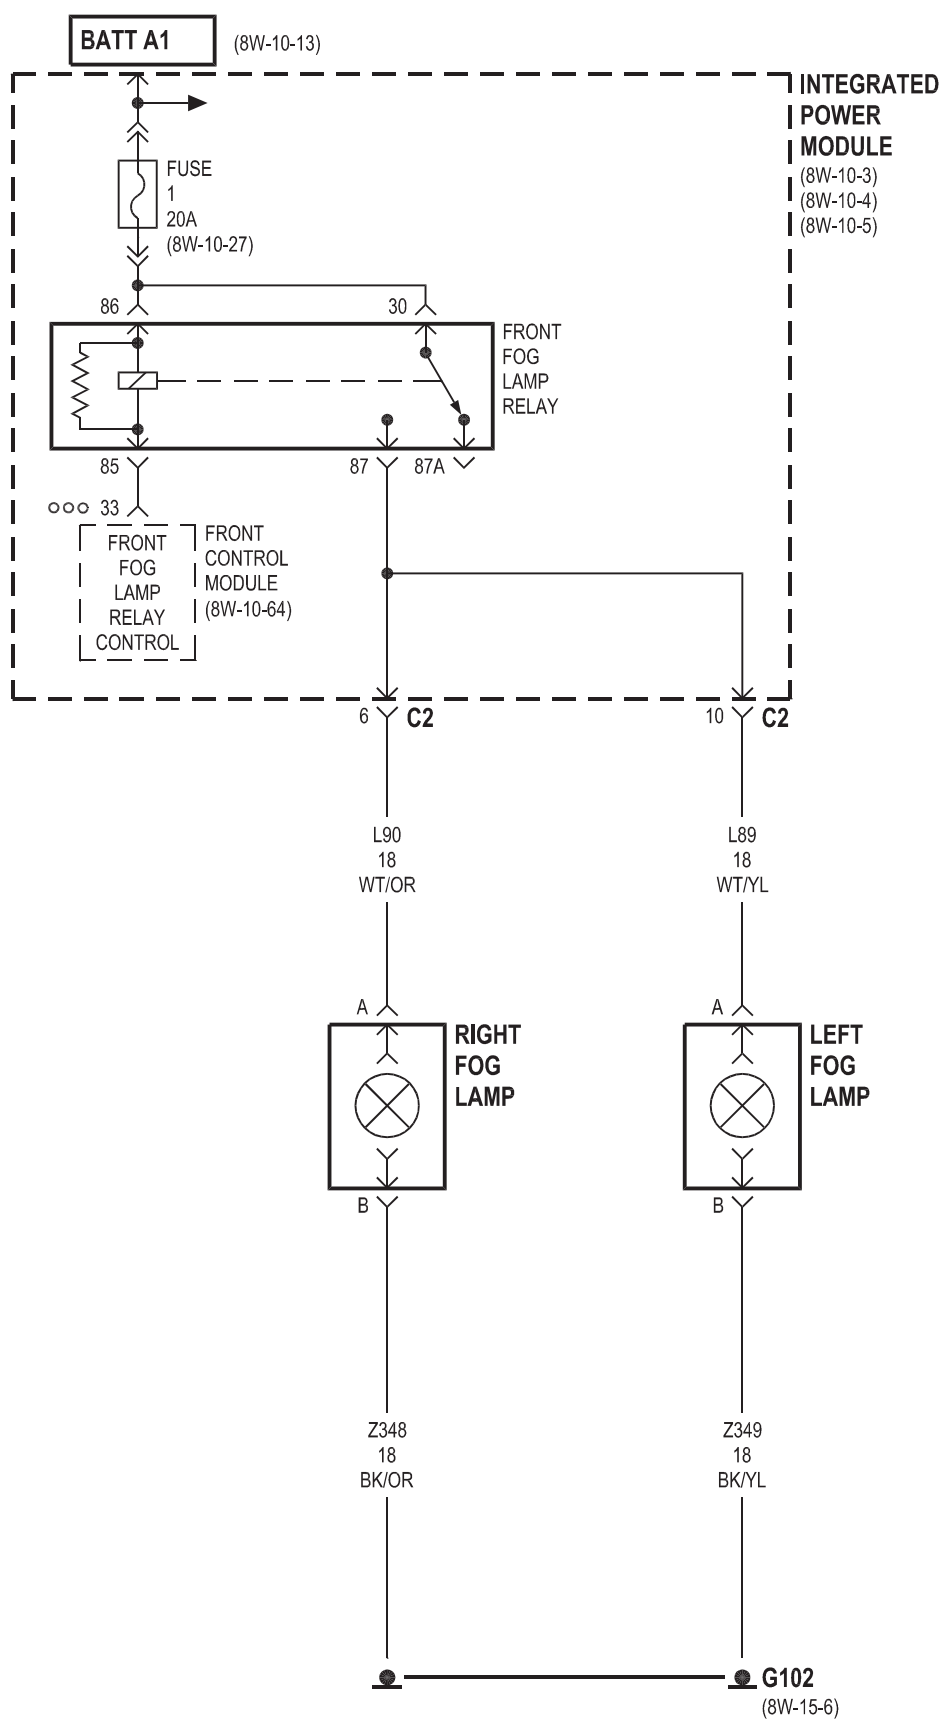 BATT A1
(8W-10-13)
INTEGRATED
POWER
MODULE
(8W-10-3)
(8W-10-4)
(8W-10-5)
FUSE
1
20A
(8W-10-27)
86
30
FRONT
FOG
LAMP
RELAY
85
87
87A
33
FRONT
FOG
LAMP
RELAY
CONTROL
FRONT
CONTROL
MODULE
(8W-10-64)
6
C2
10
C2
L90
18
WT/OR
L89
18
WT/YL
A
RIGHT
FOG
LAMP
B
A
LEFT
FOG
LAMP
B
Z348
18
BK/OR
Z349
18
BK/YL
G102
(8W-15-6)